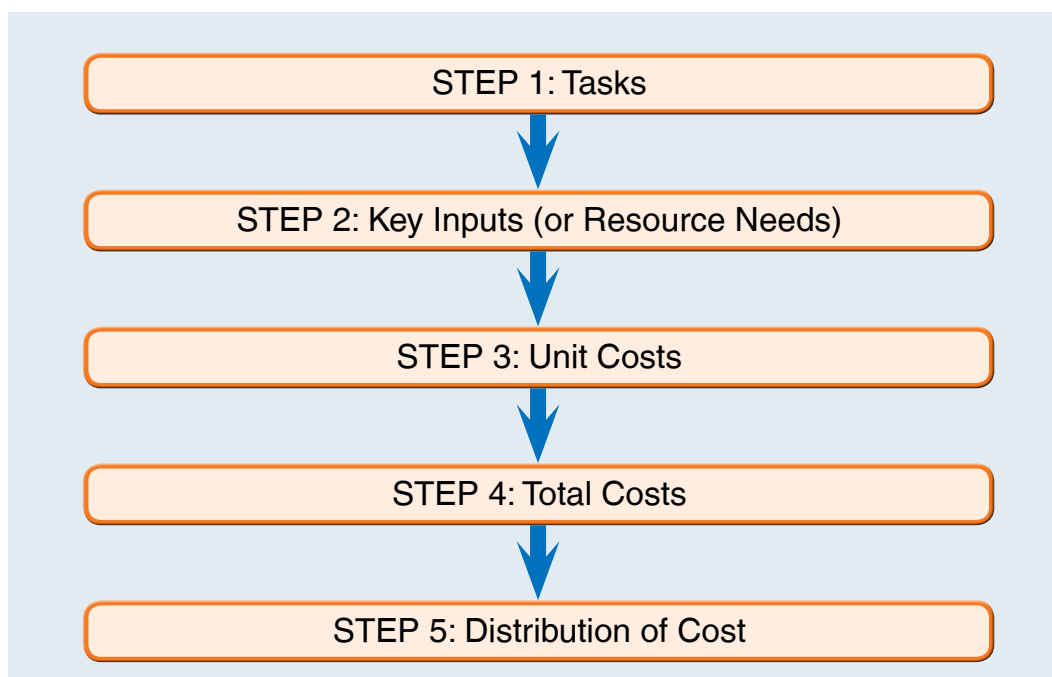 STEP 1: Tasks
STEP 2: Key Inputs (or Resource Needs)
STEP 3: Unit Costs
STEP 4: Total Costs
STEP 5: Distribution of Cost